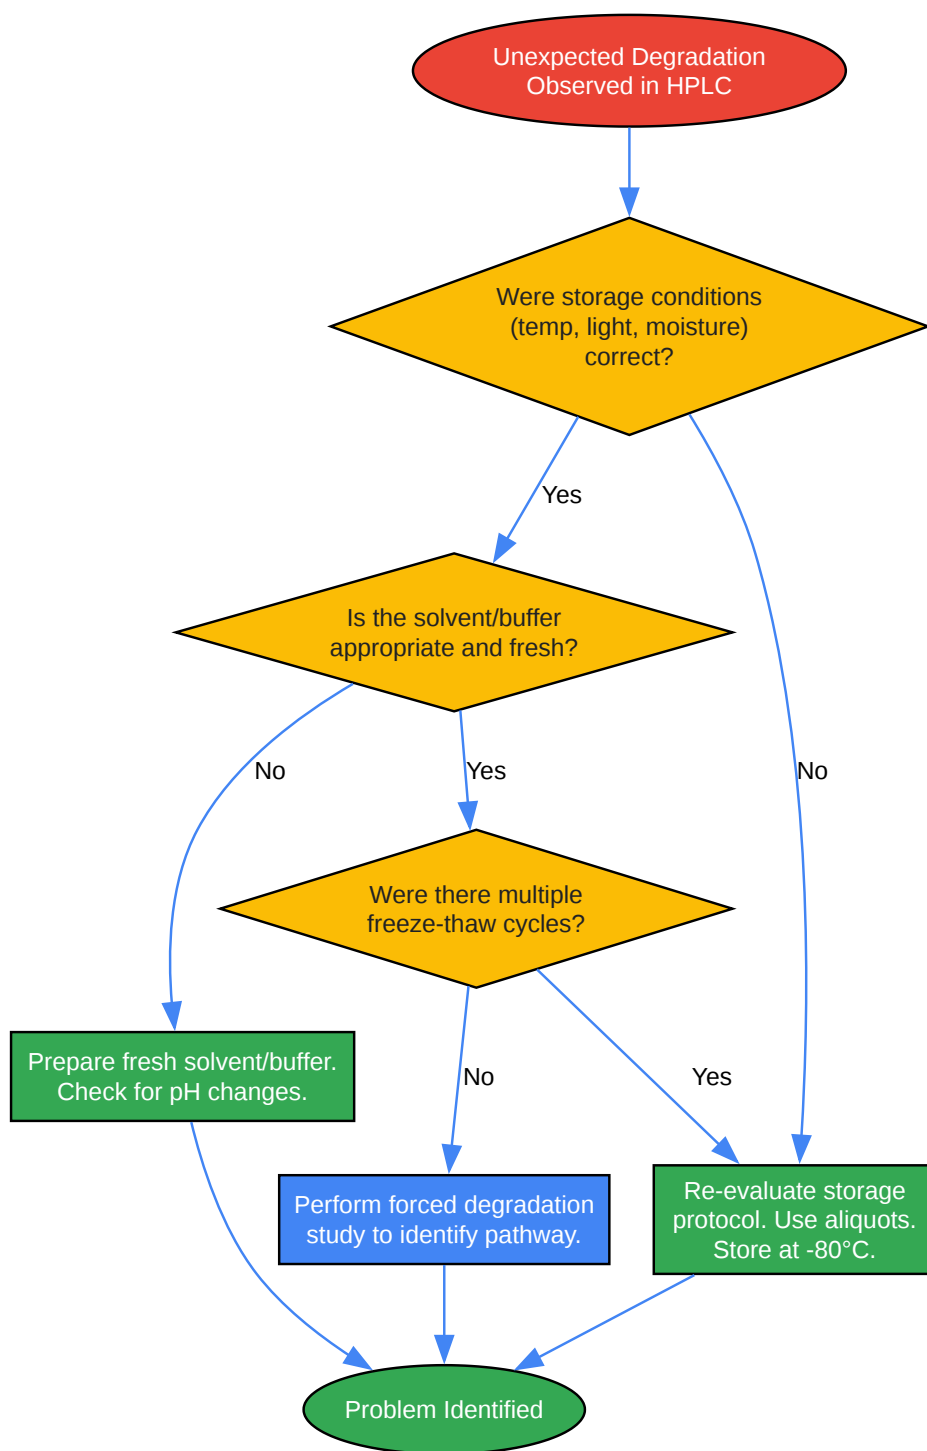 Unexpected Degradation
Observed in HPLC
Were storage conditions
(temp, light, moisture)
correct?
Yes
Is the solvent/buffer
appropriate and fresh?
No
Yes
No
Were there multiple
freeze-thaw cycles?
Prepare fresh solvent/buffer.
Check for pH changes.
No
Yes
Perform forced degradation
study to identify pathway.
Re-evaluate storage
protocol. Use aliquots.
Store at -80°C.
Problem Identified